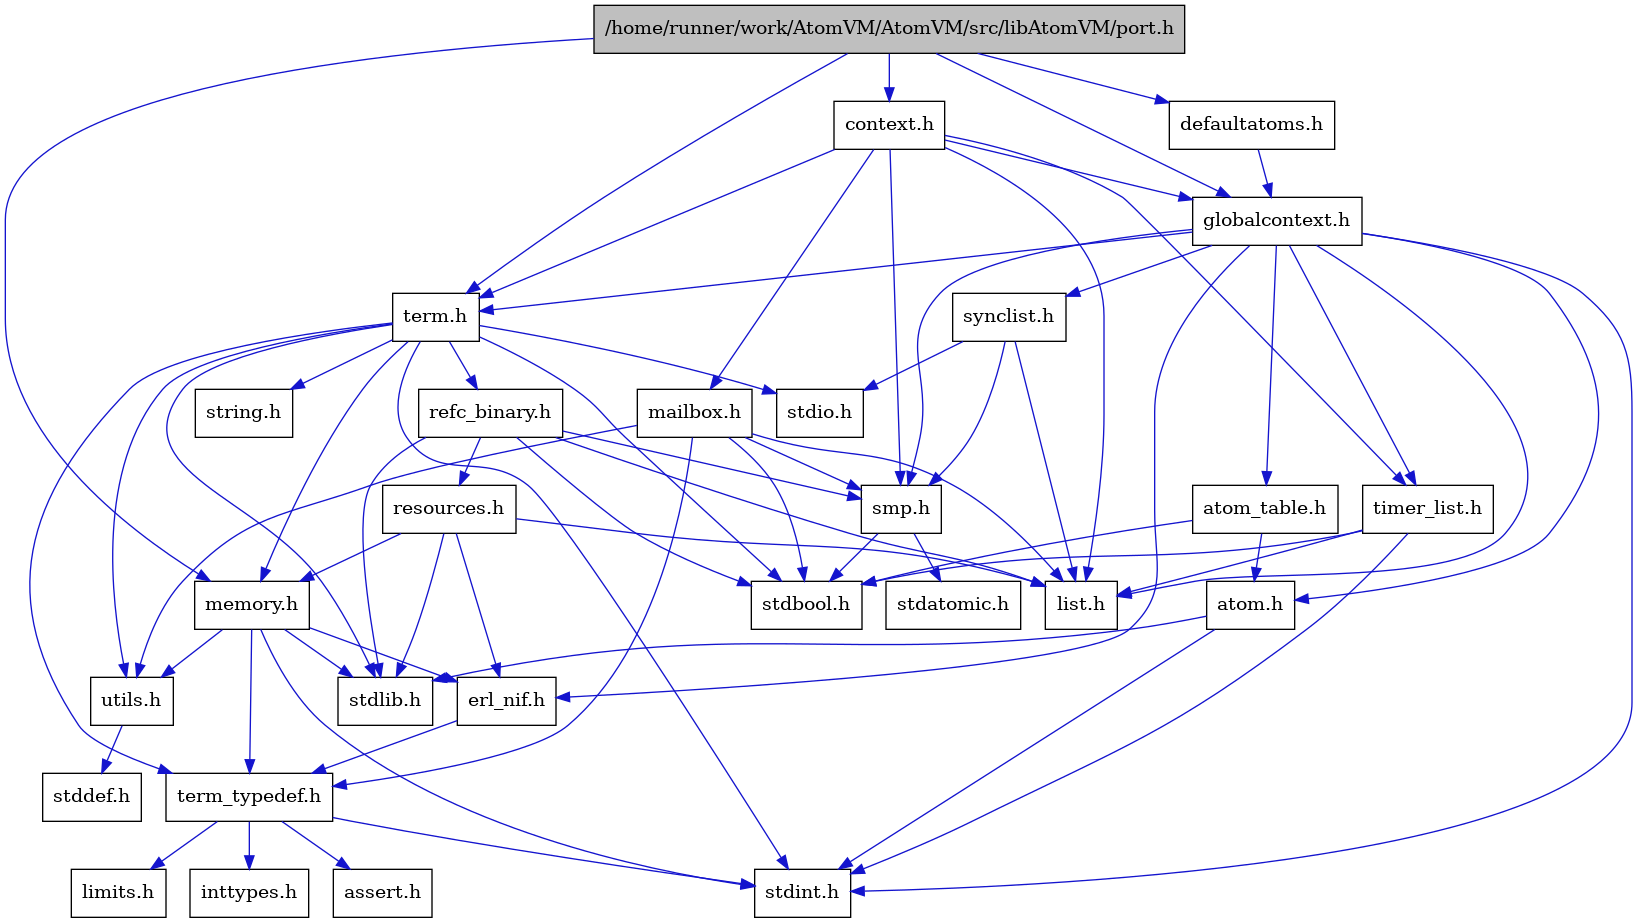 /home/runner/work/AtomVM/AtomVM/src/libAtomVM/port.h
context.h
defaultatoms.h
globalcontext.h
term.h
synclist.h
string.h
refc_binary.h
mailbox.h
stdio.h
resources.h
smp.h
atom_table.h
timer_list.h
memory.h
stdbool.h
stdatomic.h
list.h
atom.h
utils.h
stdlib.h
erl_nif.h
stddef.h
term_typedef.h
limits.h
inttypes.h
assert.h
stdint.h